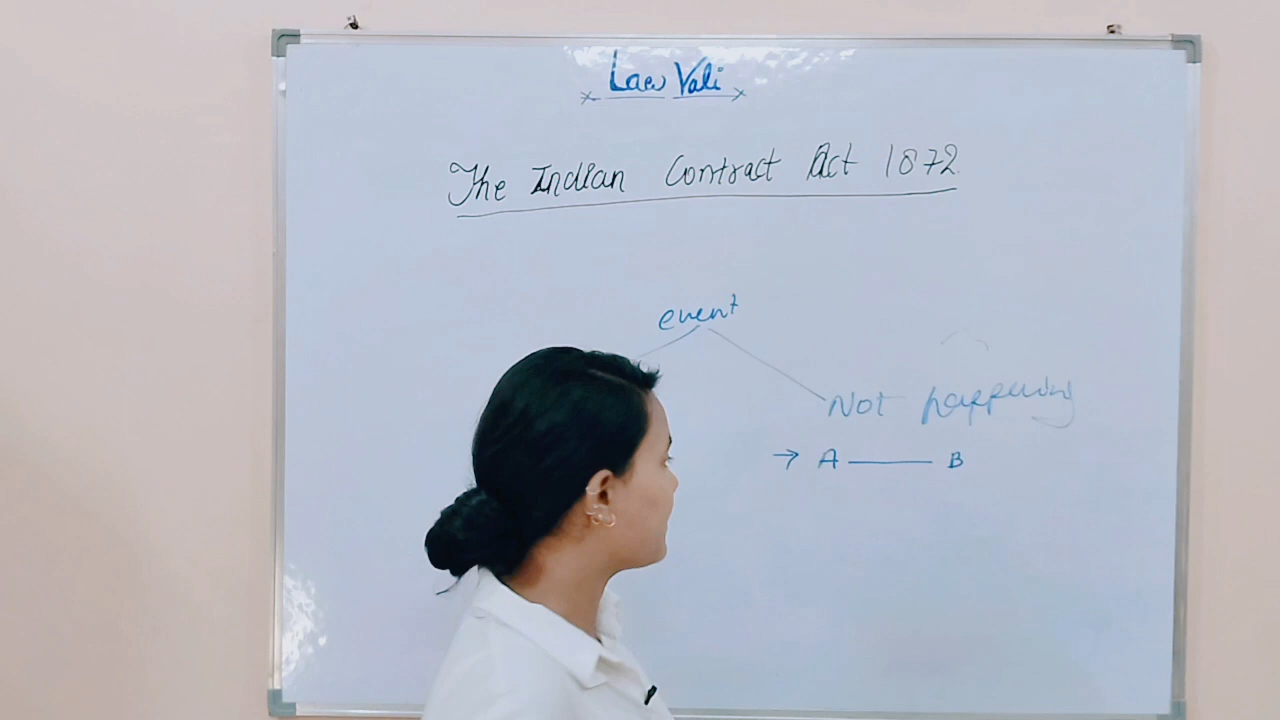 Law Vali
The Indian Contract Act 1872
event
Not happening
→ A — B